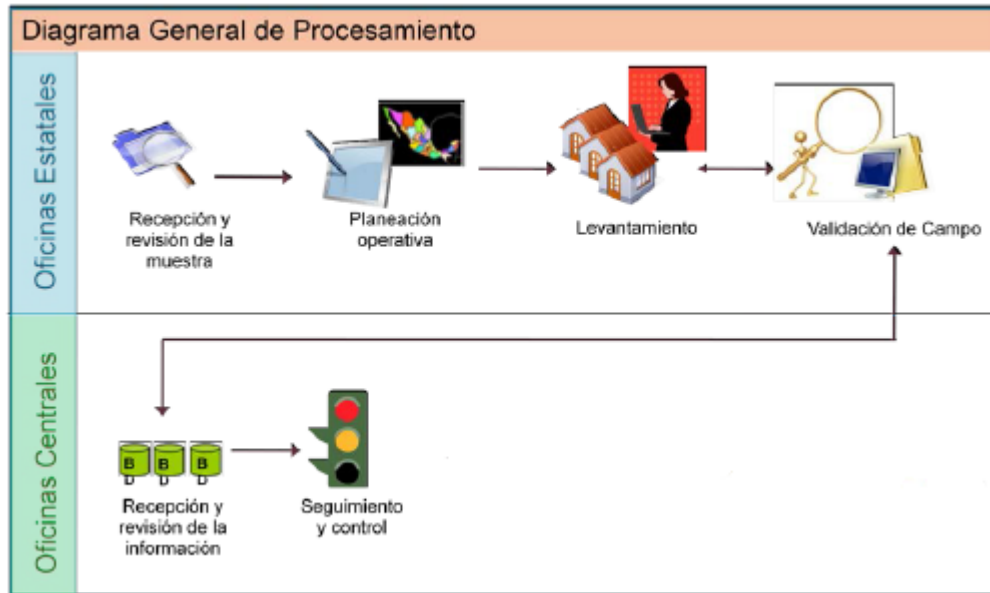 Diagrama General de Procesamiento
Oficinas Estatales
Recepción y
revisión de la
muestra
Planeación
operativa
Levantamiento
Validación de Campo
Oficinas Centrales
B
D
B
D
B
D
Recepción y
revisión de la
información
Seguimiento
y control